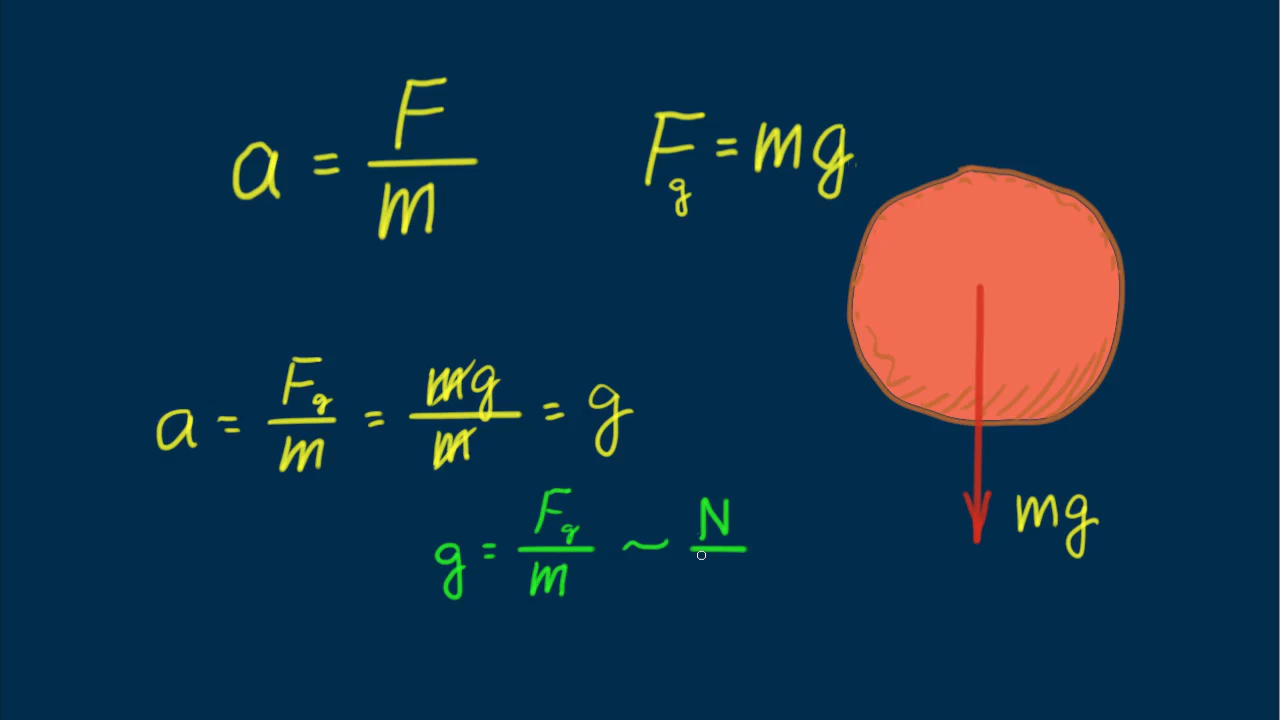 a = F/m
F_g = mg
a = F_g/m = mg/m = g
g = F_g/m ~ N/
mg